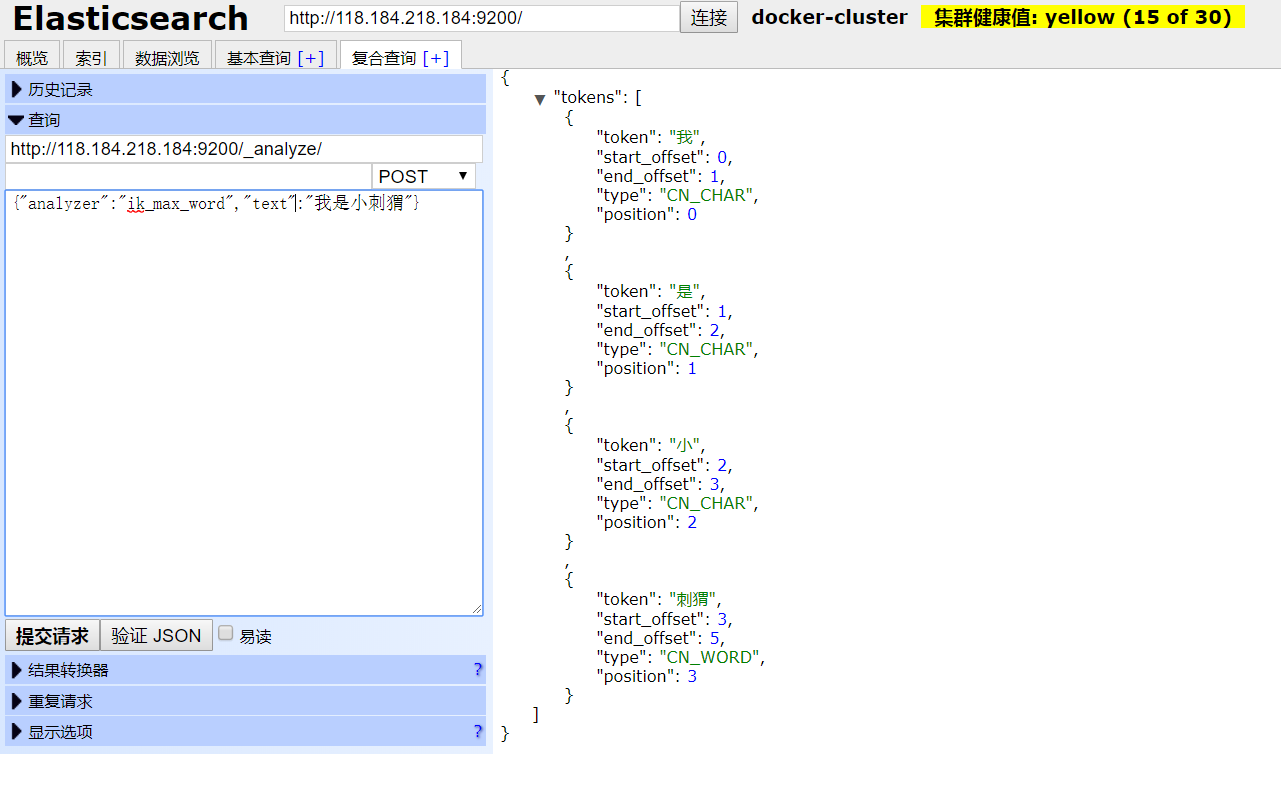 Elasticsearch http://118.184.218.184:9200/ 连接 docker-cluster 集群健康值: yellow (15 of 30)
概览 索引 数据浏览 基本查询 [+] 复合查询 [+]
历史记录
查询
http://118.184.218.184:9200/_analyze/
POST ▼
{"analyzer":"ik_max_word","text":"我是小刺猬"}
提交请求 验证 JSON 易读
结果转换器 ?
重复请求
显示选项 ?
{
▼ "tokens": [
{
"token": "我",
"start_offset": 0,
"end_offset": 1,
"type": "CN_CHAR",
"position": 0
}
,
{
"token": "是",
"start_offset": 1,
"end_offset": 2,
"type": "CN_CHAR",
"position": 1
}
,
{
"token": "小",
"start_offset": 2,
"end_offset": 3,
"type": "CN_CHAR",
"position": 2
}
,
{
"token": "刺猬",
"start_offset": 3,
"end_offset": 5,
"type": "CN_WORD",
"position": 3
}
]
}